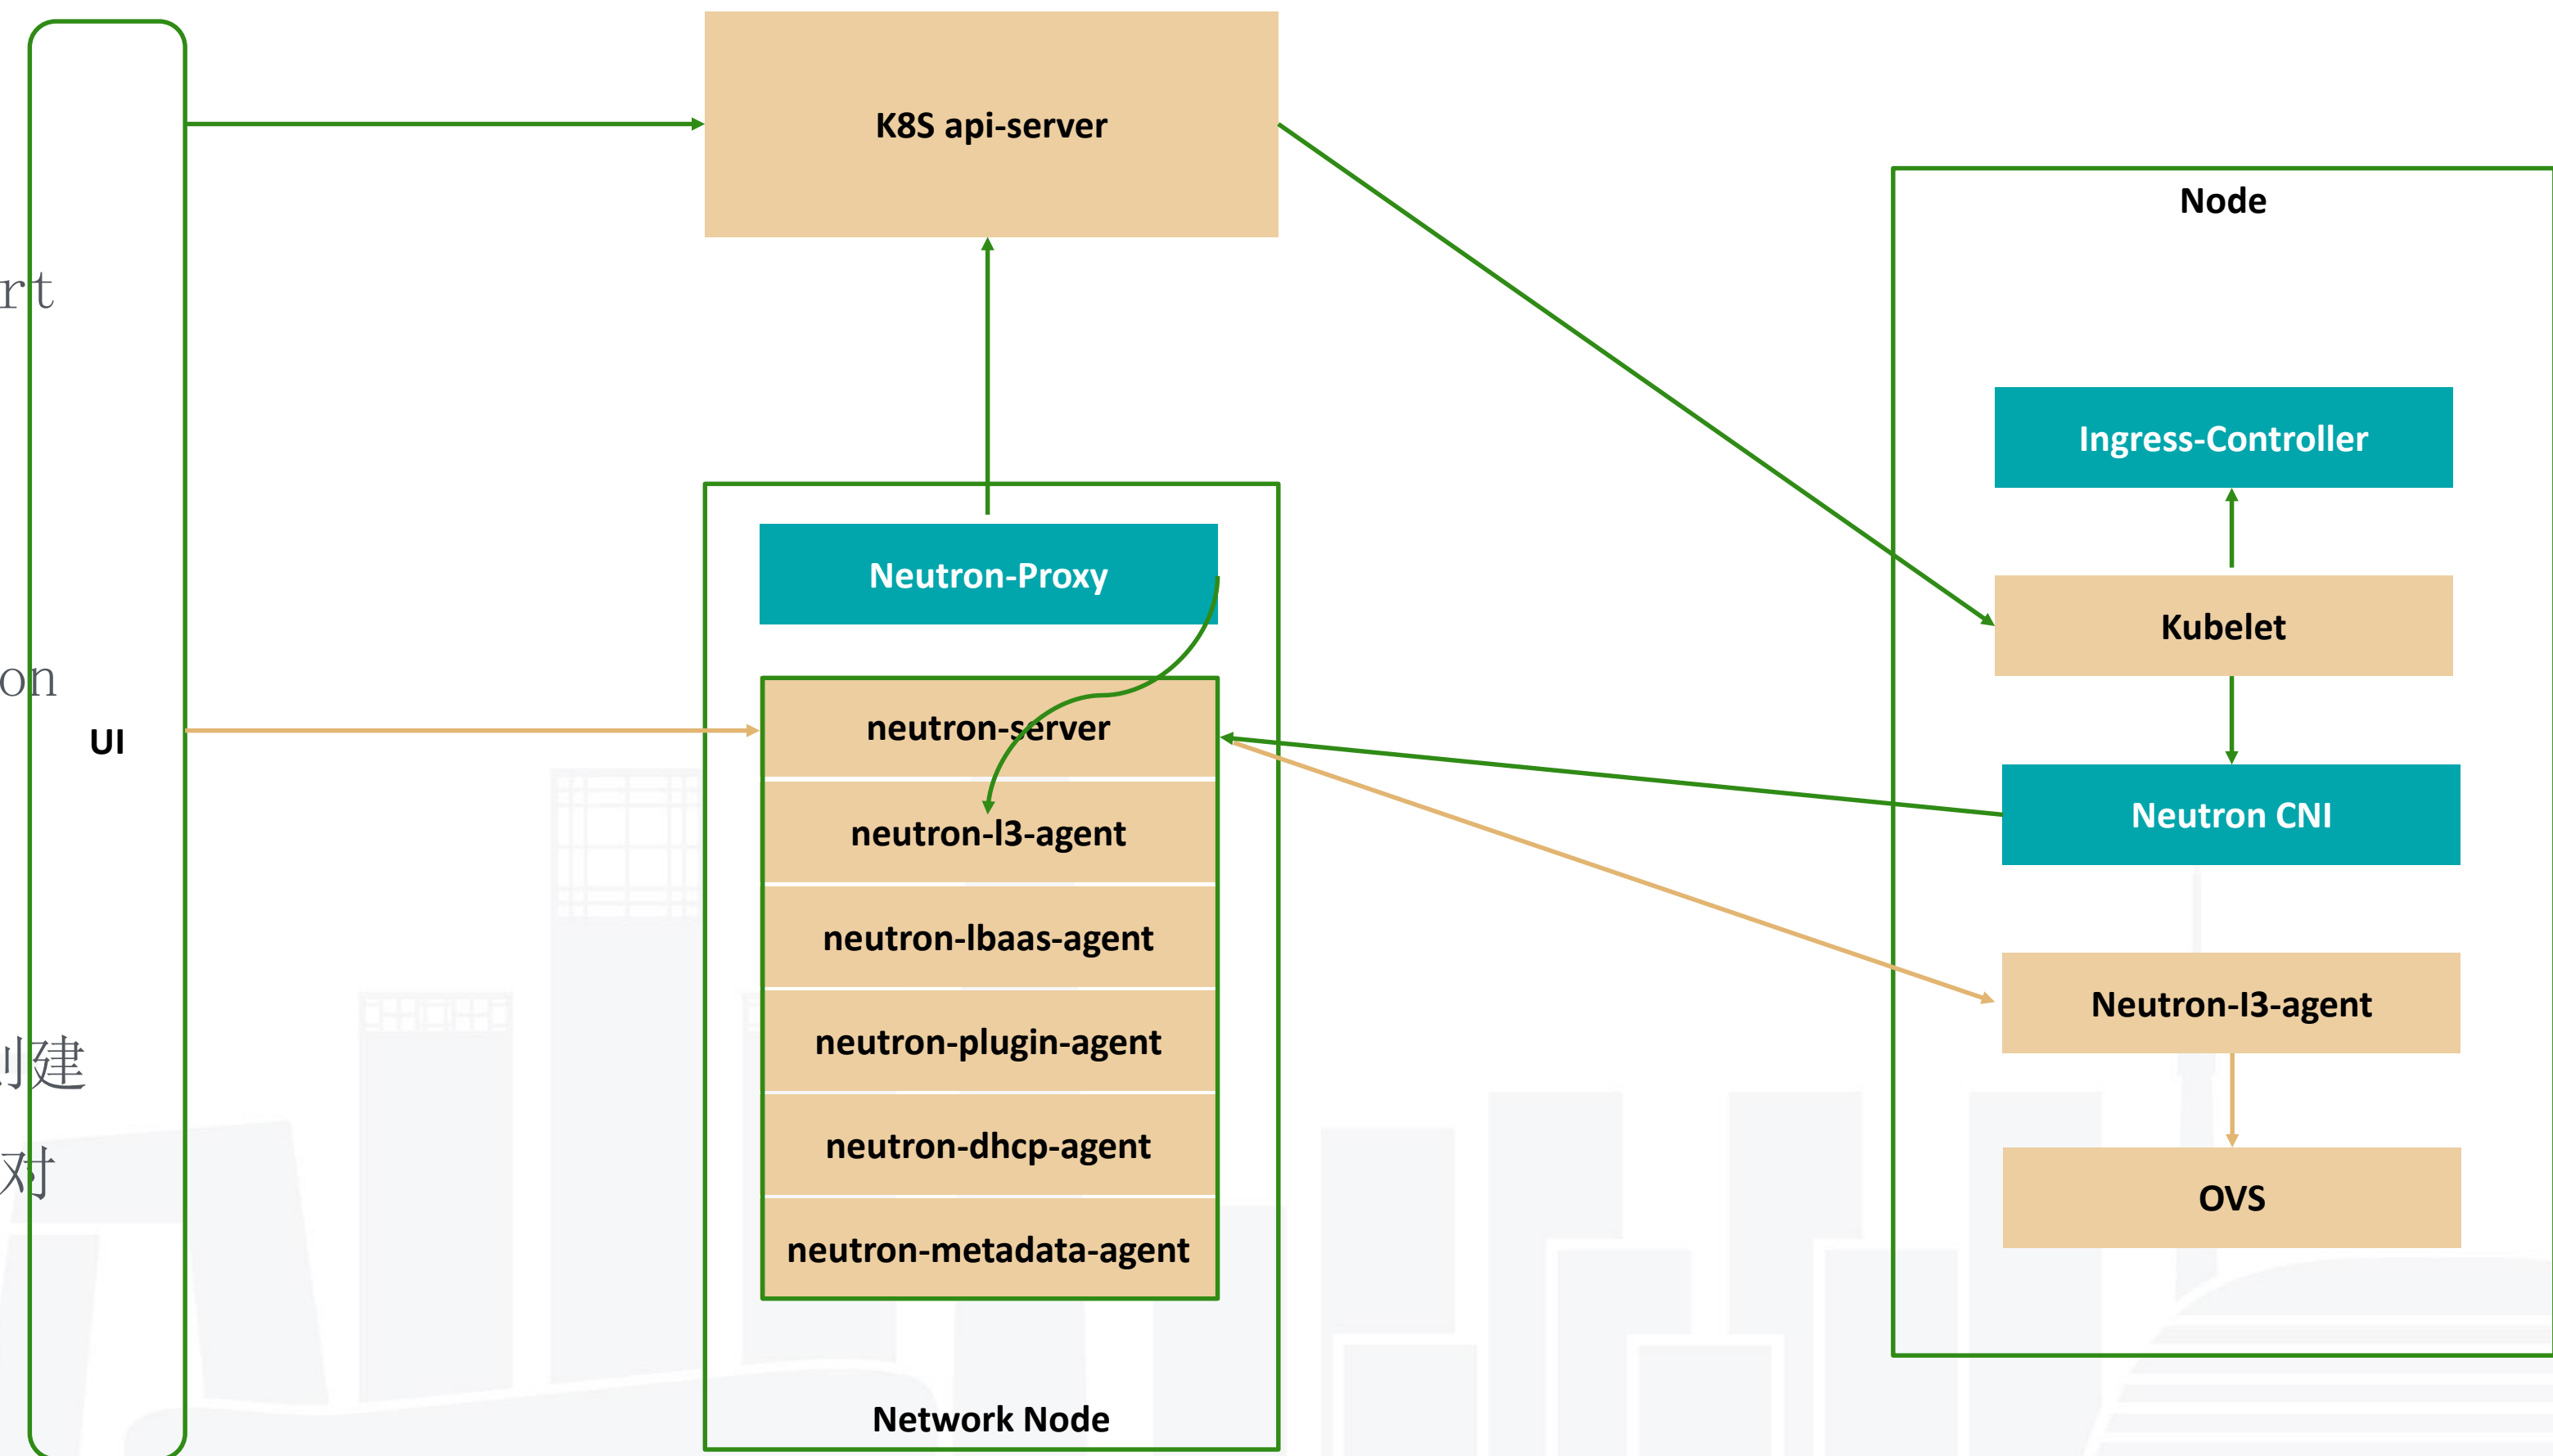 K8S api-server
Node
rt
Ingress-Controller
Neutron-Proxy
Kubelet
on
UI
neutron-server
Neutron CNI
neutron-l3-agent
neutron-lbaas-agent
Neutron-l3-agent
neutron-plugin-agent
创建
neutron-dhcp-agent
对
OVS
neutron-metadata-agent
Network Node